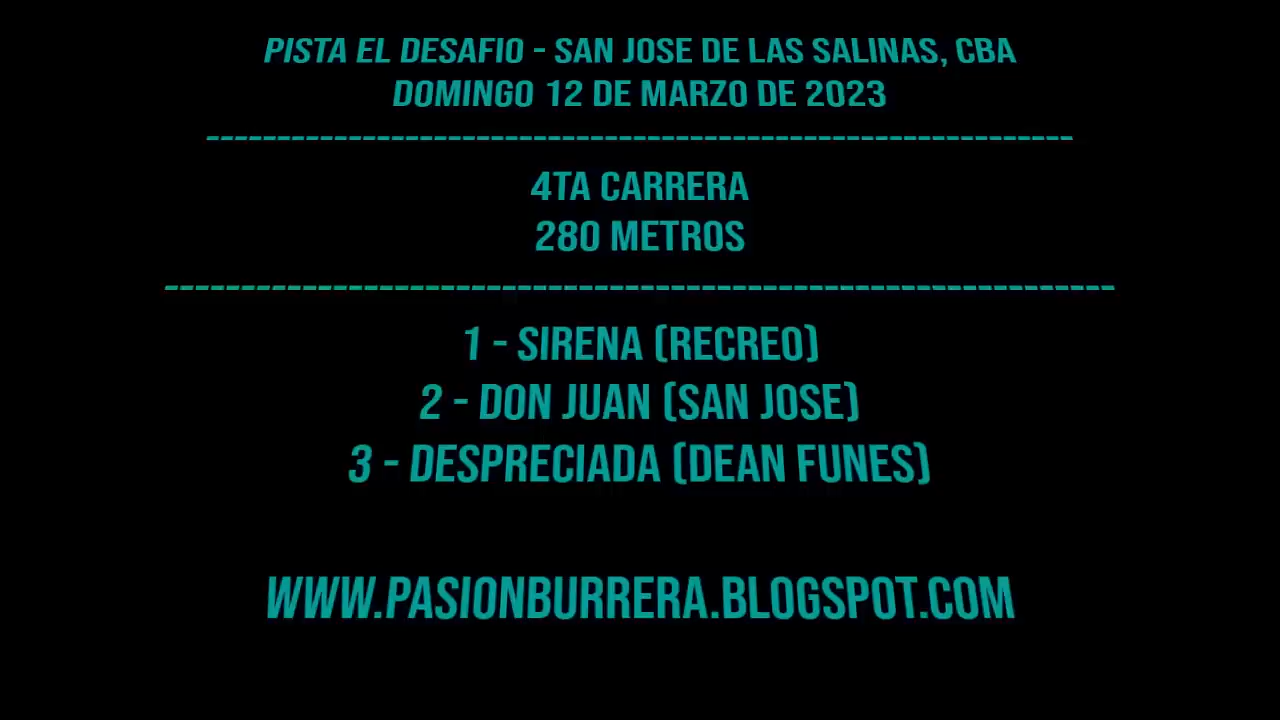 PISTA EL DESAFIO - SAN JOSE DE LAS SALINAS, CBA
DOMINGO 12 DE MARZO DE 2023
--------------------------------------------------------------
4TA CARRERA
280 METROS
--------------------------------------------------------------
1 - SIRENA (RECREO)
2 - DON JUAN (SAN JOSE)
3 - DESPRECIADA (DEAN FUNES)
WWW.PASIONBURRERA.BLOGSPOT.COM